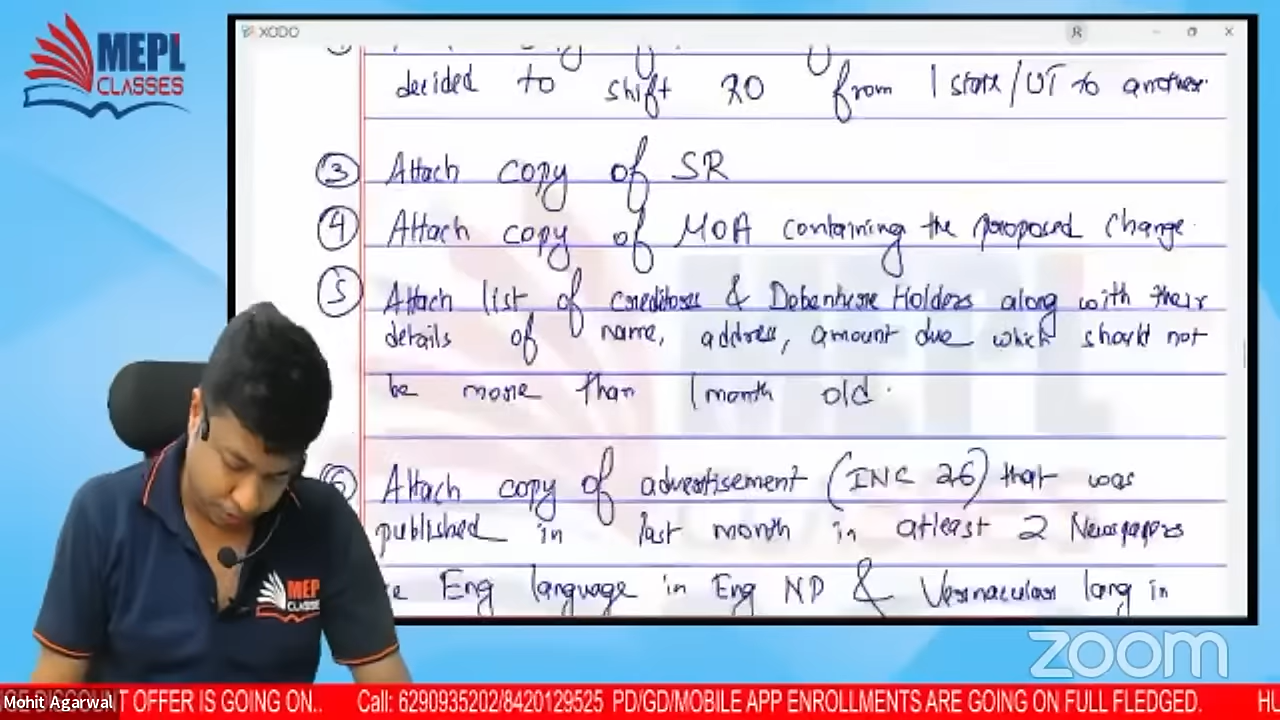 MEPL
CLASSES
XODO
decided to shift RO from 1 state/UT to another
③ Attach copy of SR
④ Attach copy of MOA containing the proposed change.
⑤ Attach list of creditors & Debenture Holders along with their
details of name, address, amount due which should not
be more than 1 month old.
⑥ Attach copy of advertisement (INC 26) that was
published in last month in atleast 2 Newspapers
Eng language in Eng NP & Vernacular lang in
MEPL
CLASSES
zoom
Mohit Agarwal
DISCOUNT OFFER IS GOING ON.. Call: 6290935202/8420129525 PD/GD/MOBILE APP ENROLLMENTS ARE GOING ON FULL FLEDGED. HU